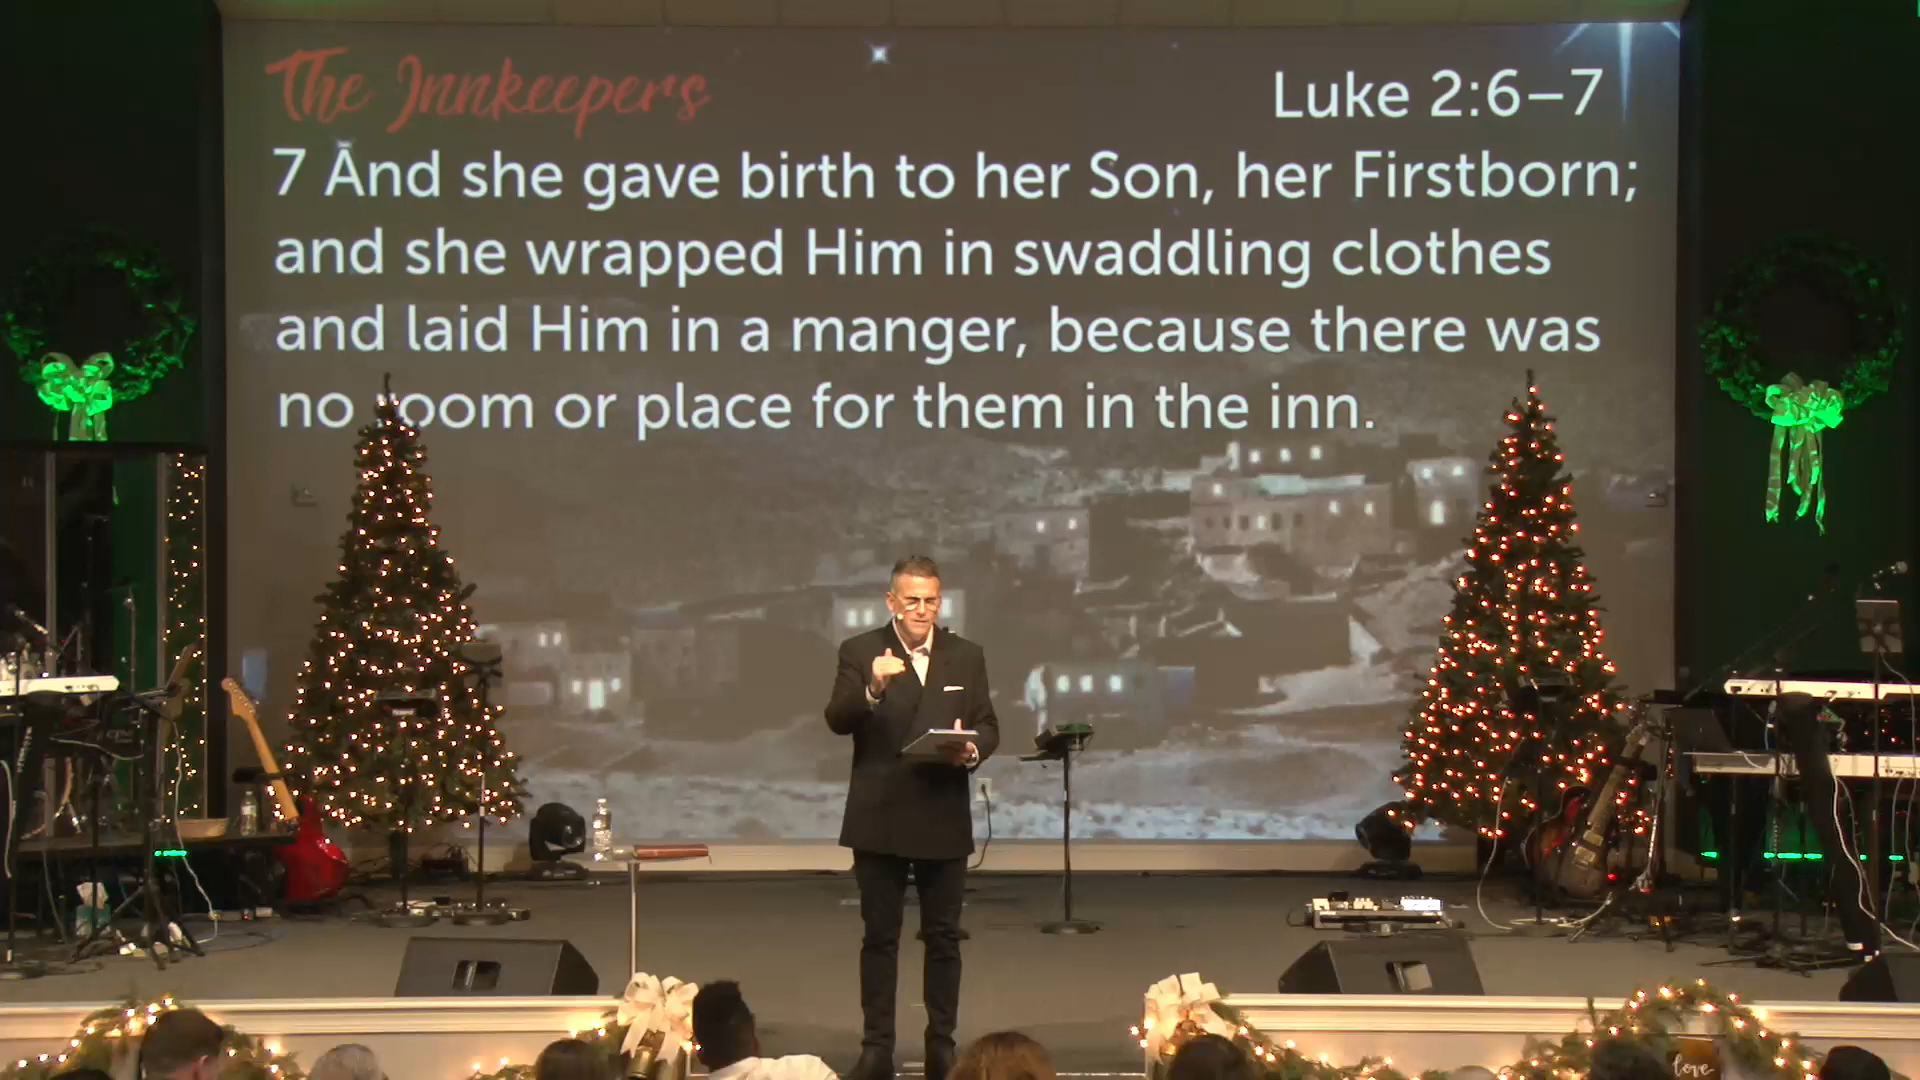 The Innkeepers
Luke 2:6–7
7 And she gave birth to her Son, her Firstborn;
and she wrapped Him in swaddling clothes
and laid Him in a manger, because there was
no room or place for them in the inn.
love